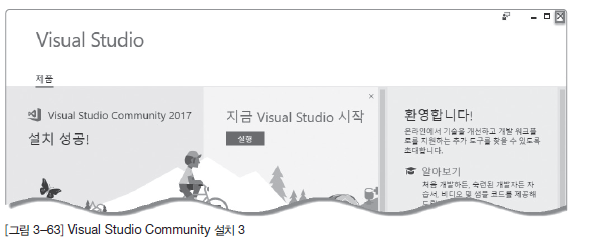 Visual Studio
제품
Visual Studio Community 2017
설치 성공!
지금 Visual Studio 시작
실행
환영합니다!
온라인에서 기술을 개선하고 개발 워크플
로를 지원하는 추가 도구를 찾을 수 있도록
초대합니다.
알아보기
처음 개발하든, 숙련된 개발자든 자
습서, 비디오 및 샘플 코드를 제공해
[그림 3-63] Visual Studio Community 설치 3